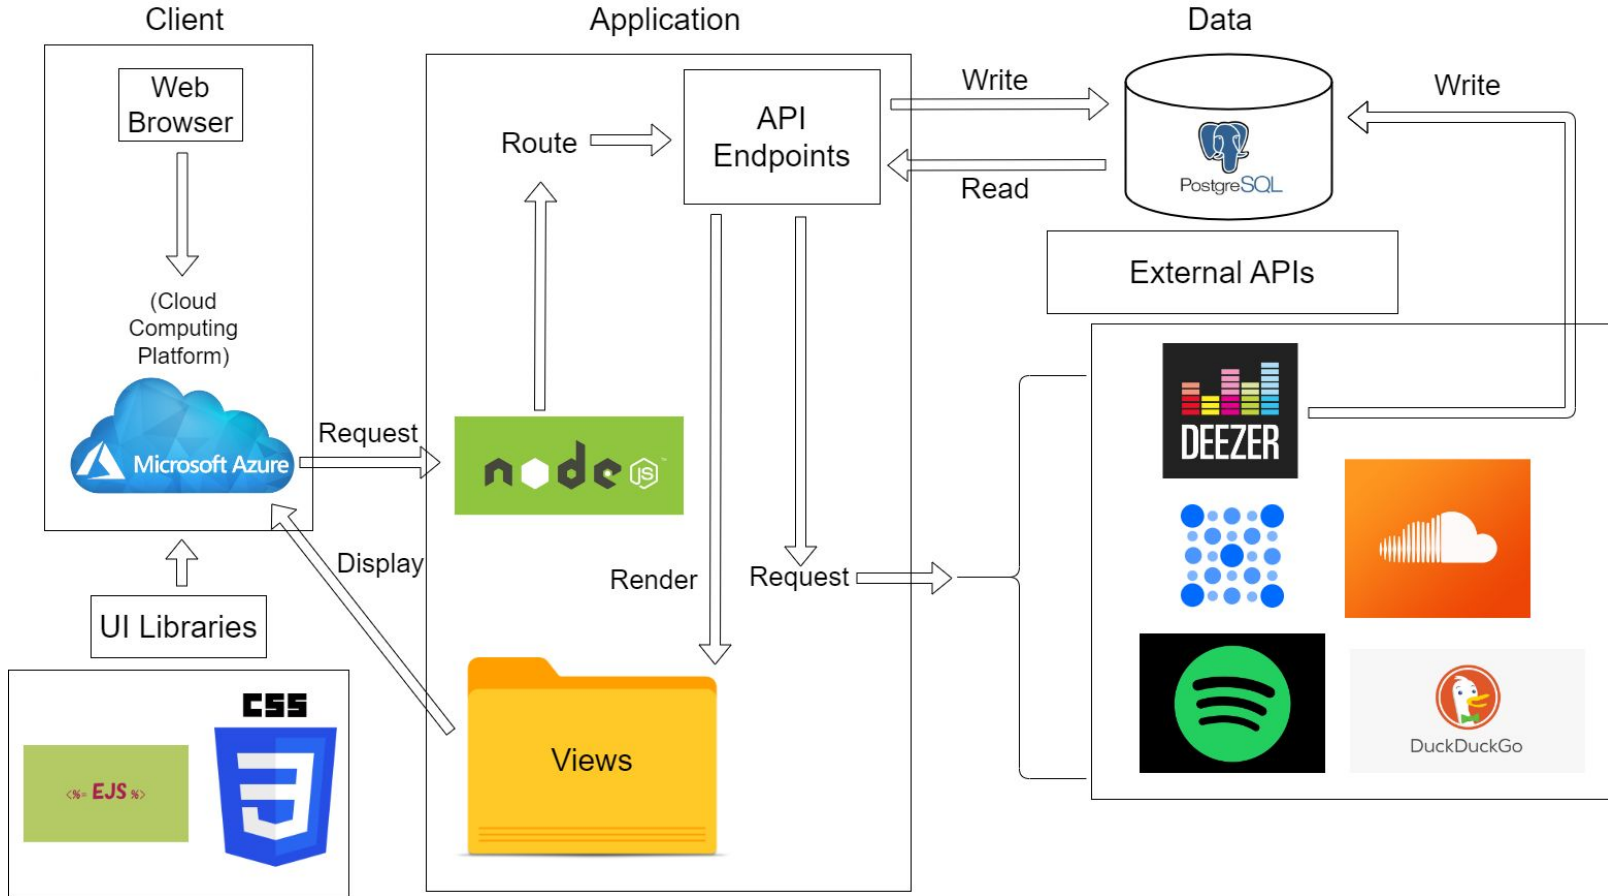 Client
Application
Data
Web
Browser
(Cloud
Computing
Platform)
Microsoft Azure
Request
Display
UI Libraries
CSS
<%= EJS %>
Route
API
Endpoints
node
JS
™
Render
Request
Views
Write
Read
PostgreSQL
Write
External APIs
DEEZER
DuckDuckGo